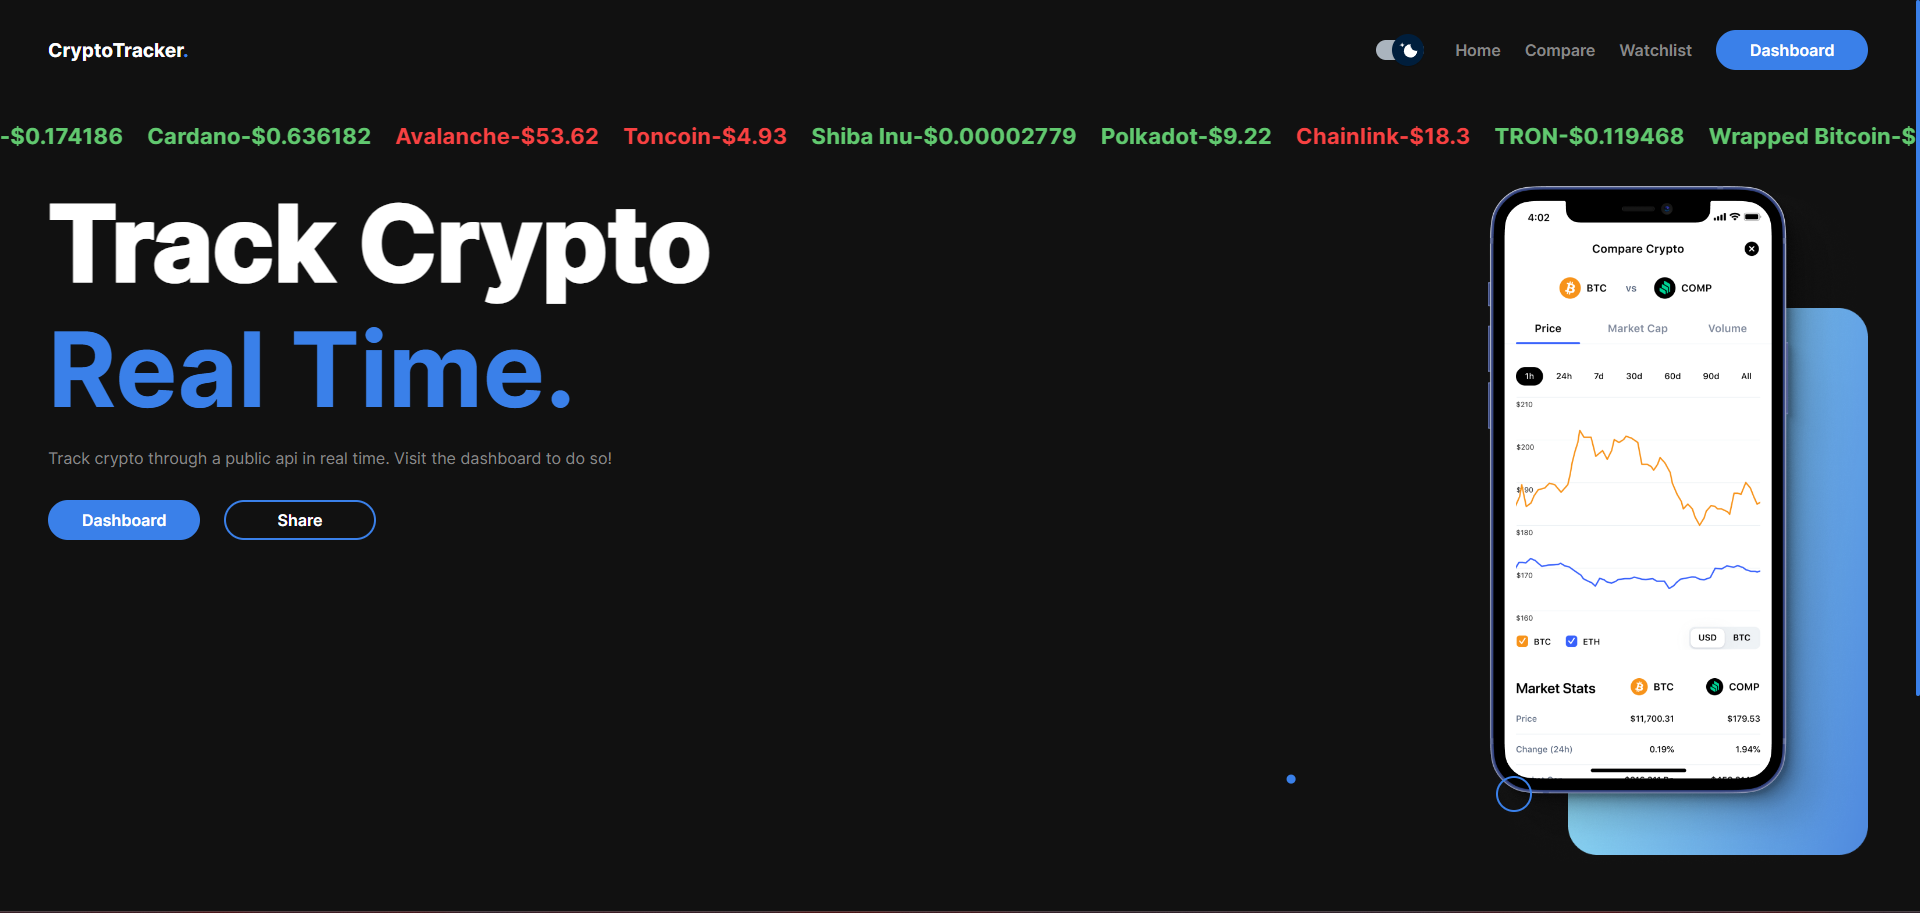 CryptoTracker.
Home Compare Watchlist Dashboard
-$0.174186 Cardano-$0.636182 Avalanche-$53.62 Toncoin-$4.93 Shiba Inu-$0.00002779 Polkadot-$9.22 Chainlink-$18.3 TRON-$0.119468 Wrapped Bitcoin-$
Track Crypto
Real Time.
Track crypto through a public api in real time. Visit the dashboard to do so!
Dashboard Share
4:02
Compare Crypto
BTC vs COMP
Price Market Cap Volume
1h 24h 7d 30d 60d 90d All
$210
$200
$190
$180
$170
$160
BTC ETH USD BTC
Market Stats BTC COMP
Price $11,700.31 $179.53
Change (24h) 0.19% 1.94%